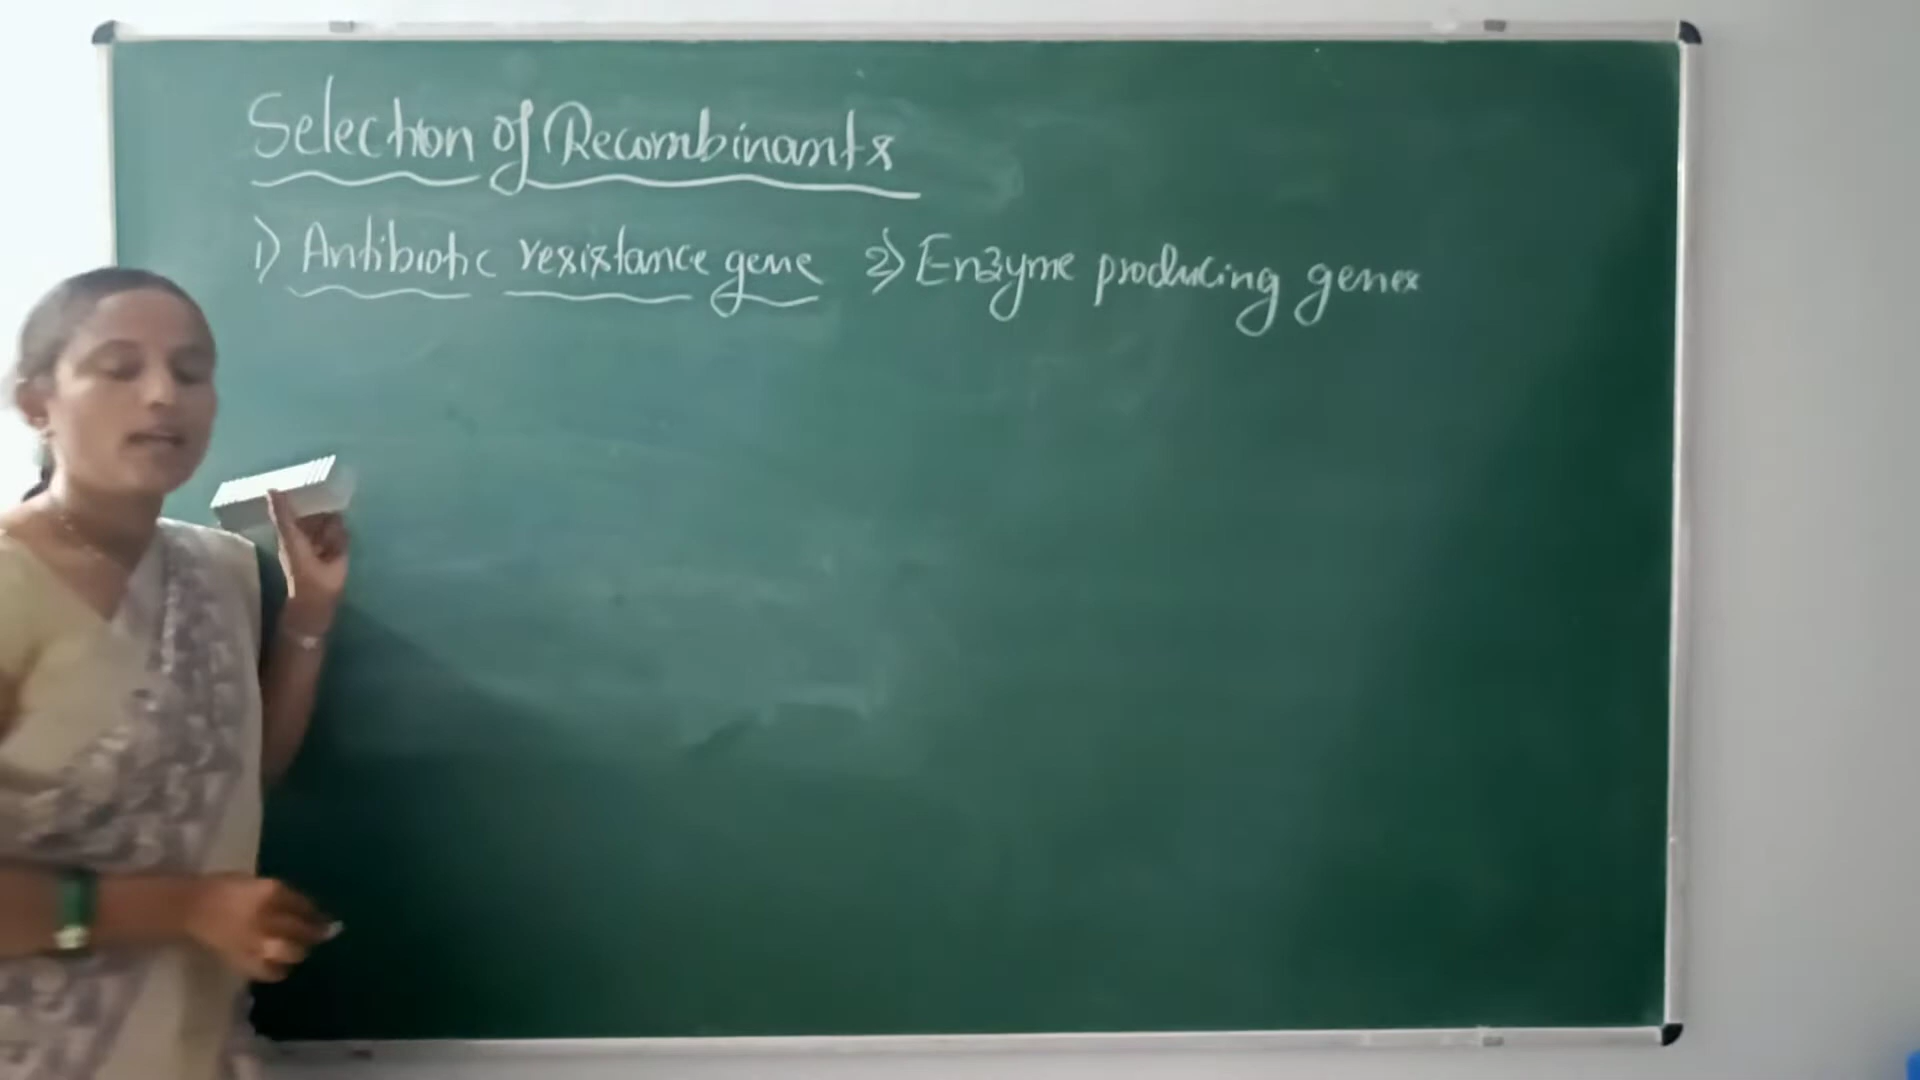 Selection of Recombinants
1) Antibiotic resistance gene 2) Enzyme producing genes